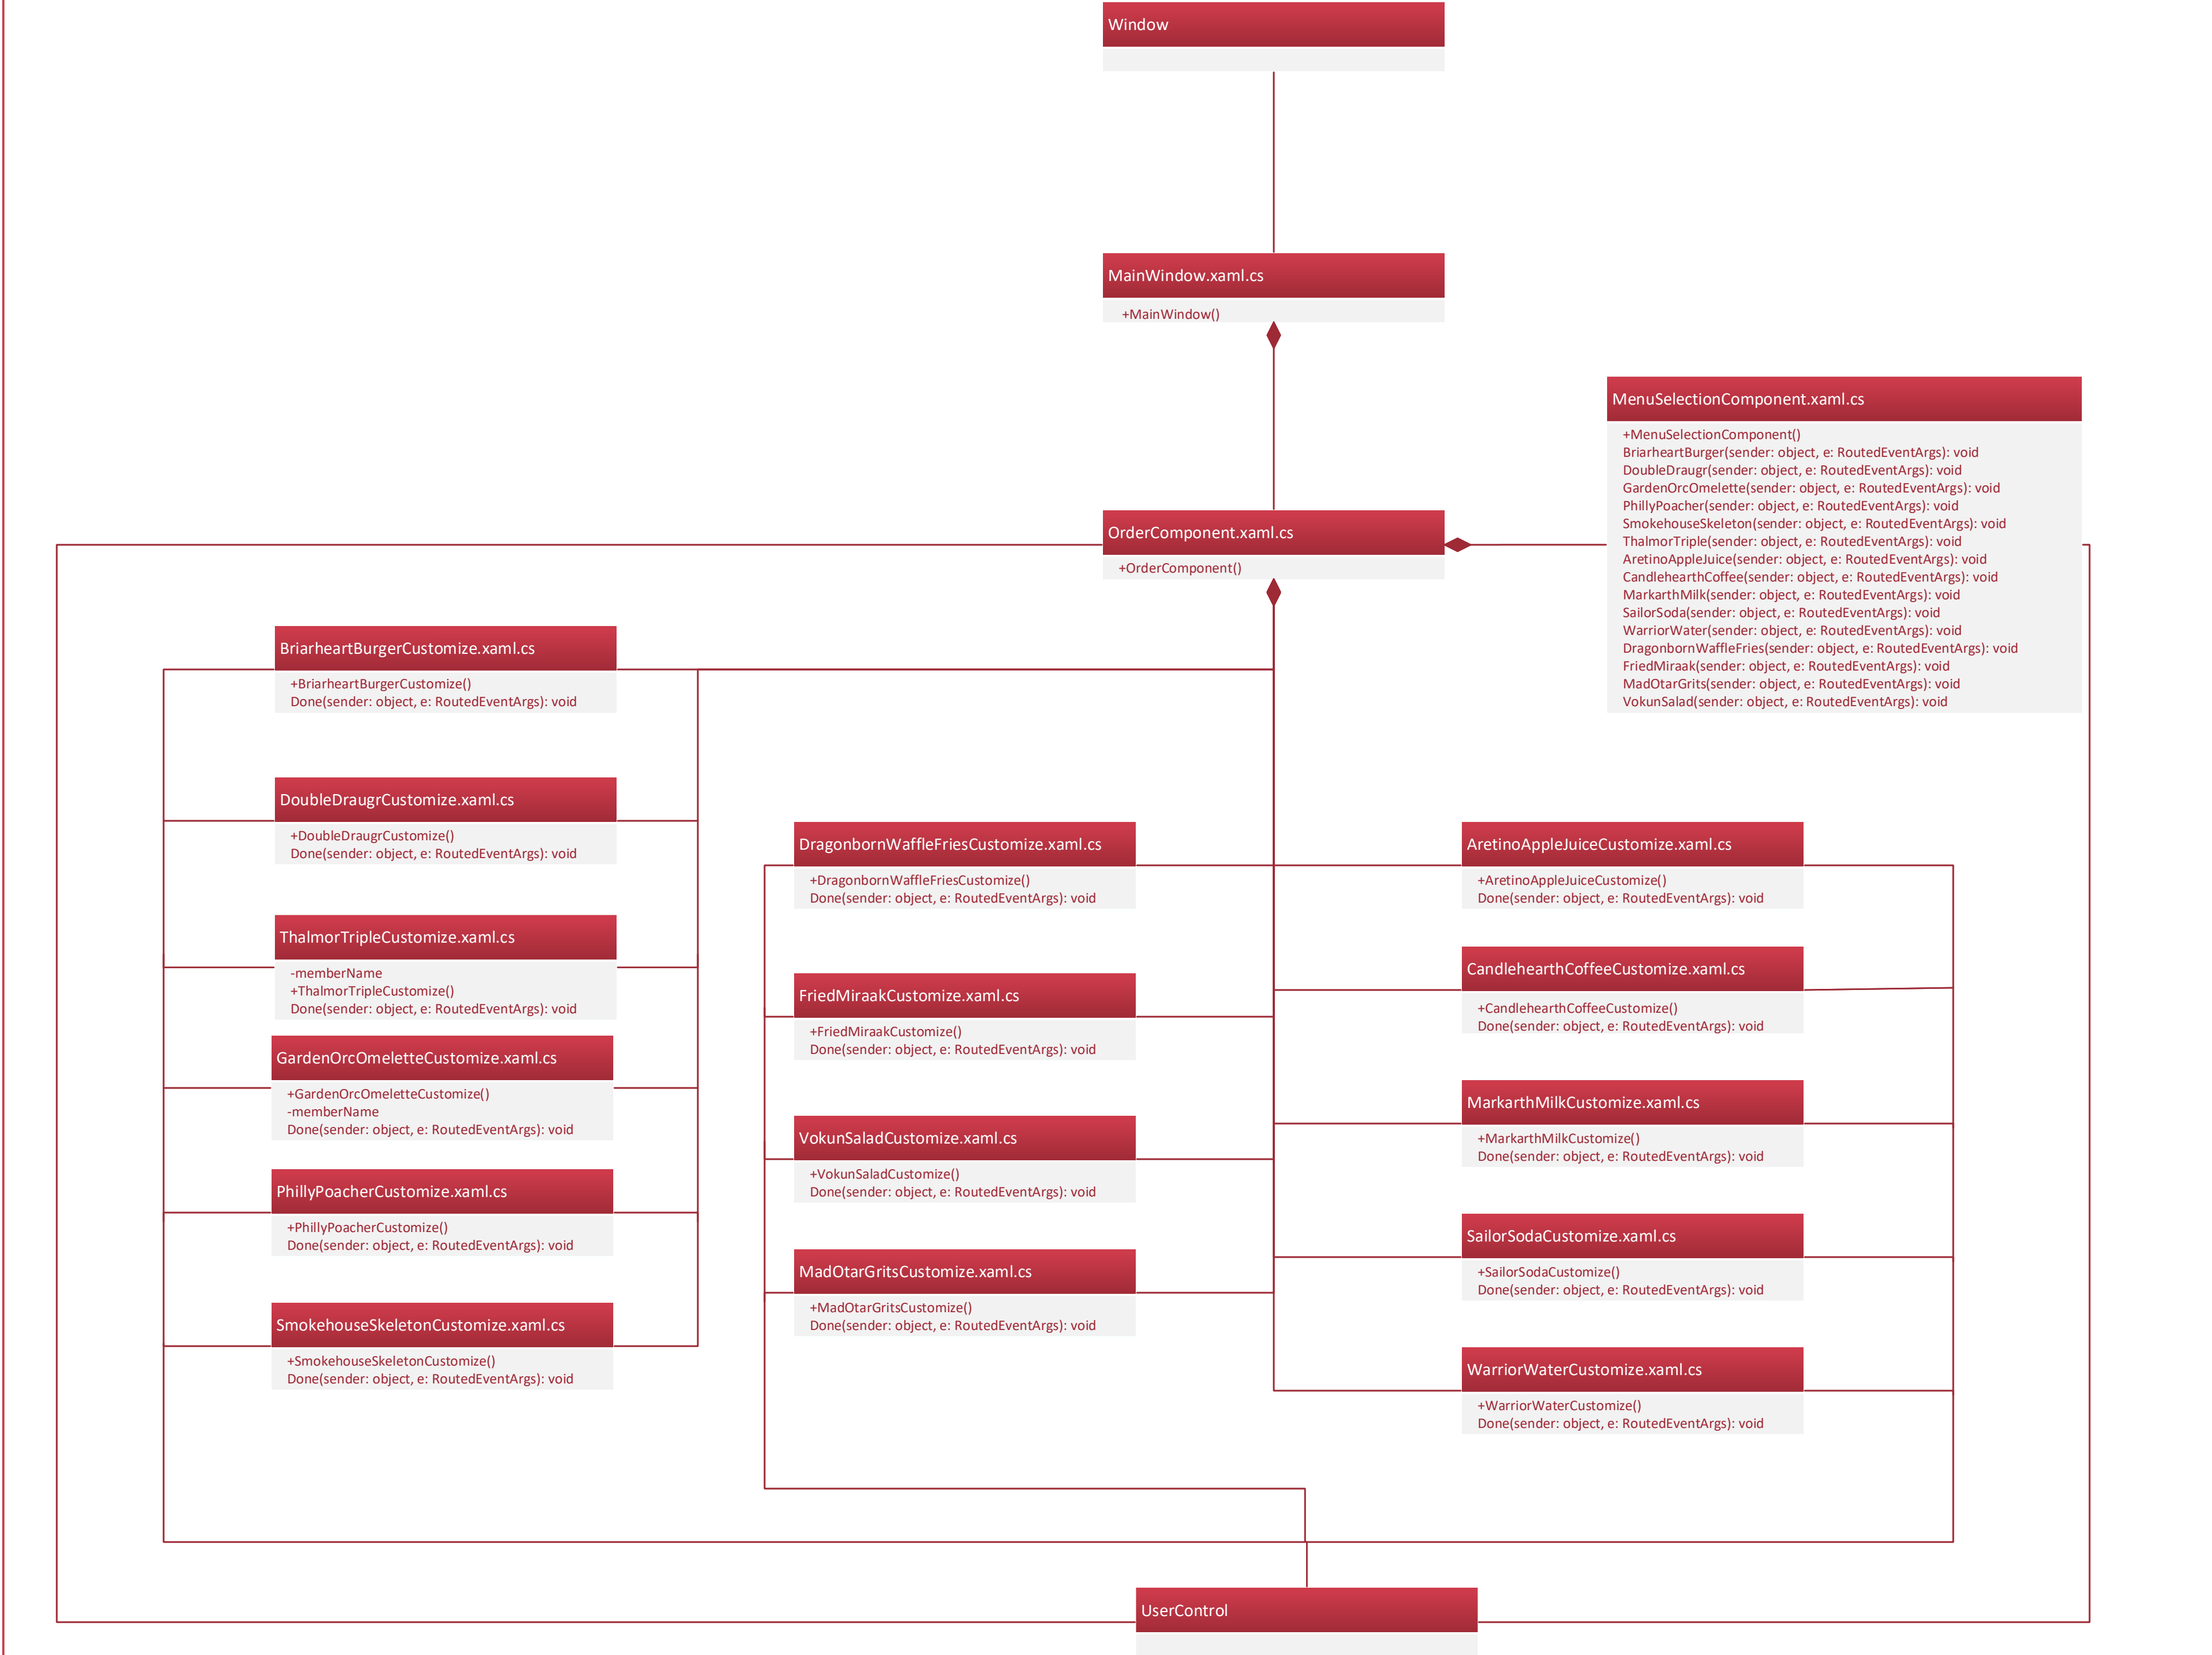 Window
MainWindow.xaml.cs
+MainWindow()
MenuSelectionComponent.xaml.cs
+MenuSelectionComponent()
BriarheartBurger(sender: object, e: RoutedEventArgs): void
DoubleDraugr(sender: object, e: RoutedEventArgs): void
GardenOrcOmelette(sender: object, e: RoutedEventArgs): void
PhillyPoacher(sender: object, e: RoutedEventArgs): void
SmokehouseSkeleton(sender: object, e: RoutedEventArgs): void
ThalmorTriple(sender: object, e: RoutedEventArgs): void
AretinoAppleJuice(sender: object, e: RoutedEventArgs): void
CandlehearthCoffee(sender: object, e: RoutedEventArgs): void
MarkarthMilk(sender: object, e: RoutedEventArgs): void
SailorSoda(sender: object, e: RoutedEventArgs): void
WarriorWater(sender: object, e: RoutedEventArgs): void
DragonbornWaffleFries(sender: object, e: RoutedEventArgs): void
FriedMiraak(sender: object, e: RoutedEventArgs): void
MadOtarGrits(sender: object, e: RoutedEventArgs): void
VokunSalad(sender: object, e: RoutedEventArgs): void
OrderComponent.xaml.cs
+OrderComponent()
BriarheartBurgerCustomize.xaml.cs
+BriarheartBurgerCustomize()
Done(sender: object, e: RoutedEventArgs): void
DoubleDraugrCustomize.xaml.cs
+DoubleDraugrCustomize()
Done(sender: object, e: RoutedEventArgs): void
ThalmorTripleCustomize.xaml.cs
-memberName
+ThalmorTripleCustomize()
Done(sender: object, e: RoutedEventArgs): void
GardenOrcOmeletteCustomize.xaml.cs
+GardenOrcOmeletteCustomize()
-memberName
Done(sender: object, e: RoutedEventArgs): void
PhillyPoacherCustomize.xaml.cs
+PhillyPoacherCustomize()
Done(sender: object, e: RoutedEventArgs): void
SmokehouseSkeletonCustomize.xaml.cs
+SmokehouseSkeletonCustomize()
Done(sender: object, e: RoutedEventArgs): void
DragonbornWaffleFriesCustomize.xaml.cs
+DragonbornWaffleFriesCustomize()
Done(sender: object, e: RoutedEventArgs): void
FriedMiraakCustomize.xaml.cs
+FriedMiraakCustomize()
Done(sender: object, e: RoutedEventArgs): void
VokunSaladCustomize.xaml.cs
+VokunSaladCustomize()
Done(sender: object, e: RoutedEventArgs): void
MadOtarGritsCustomize.xaml.cs
+MadOtarGritsCustomize()
Done(sender: object, e: RoutedEventArgs): void
AretinoAppleJuiceCustomize.xaml.cs
+AretinoAppleJuiceCustomize()
Done(sender: object, e: RoutedEventArgs): void
CandlehearthCoffeeCustomize.xaml.cs
+CandlehearthCoffeeCustomize()
Done(sender: object, e: RoutedEventArgs): void
MarkarthMilkCustomize.xaml.cs
+MarkarthMilkCustomize()
Done(sender: object, e: RoutedEventArgs): void
SailorSodaCustomize.xaml.cs
+SailorSodaCustomize()
Done(sender: object, e: RoutedEventArgs): void
WarriorWaterCustomize.xaml.cs
+WarriorWaterCustomize()
Done(sender: object, e: RoutedEventArgs): void
UserControl